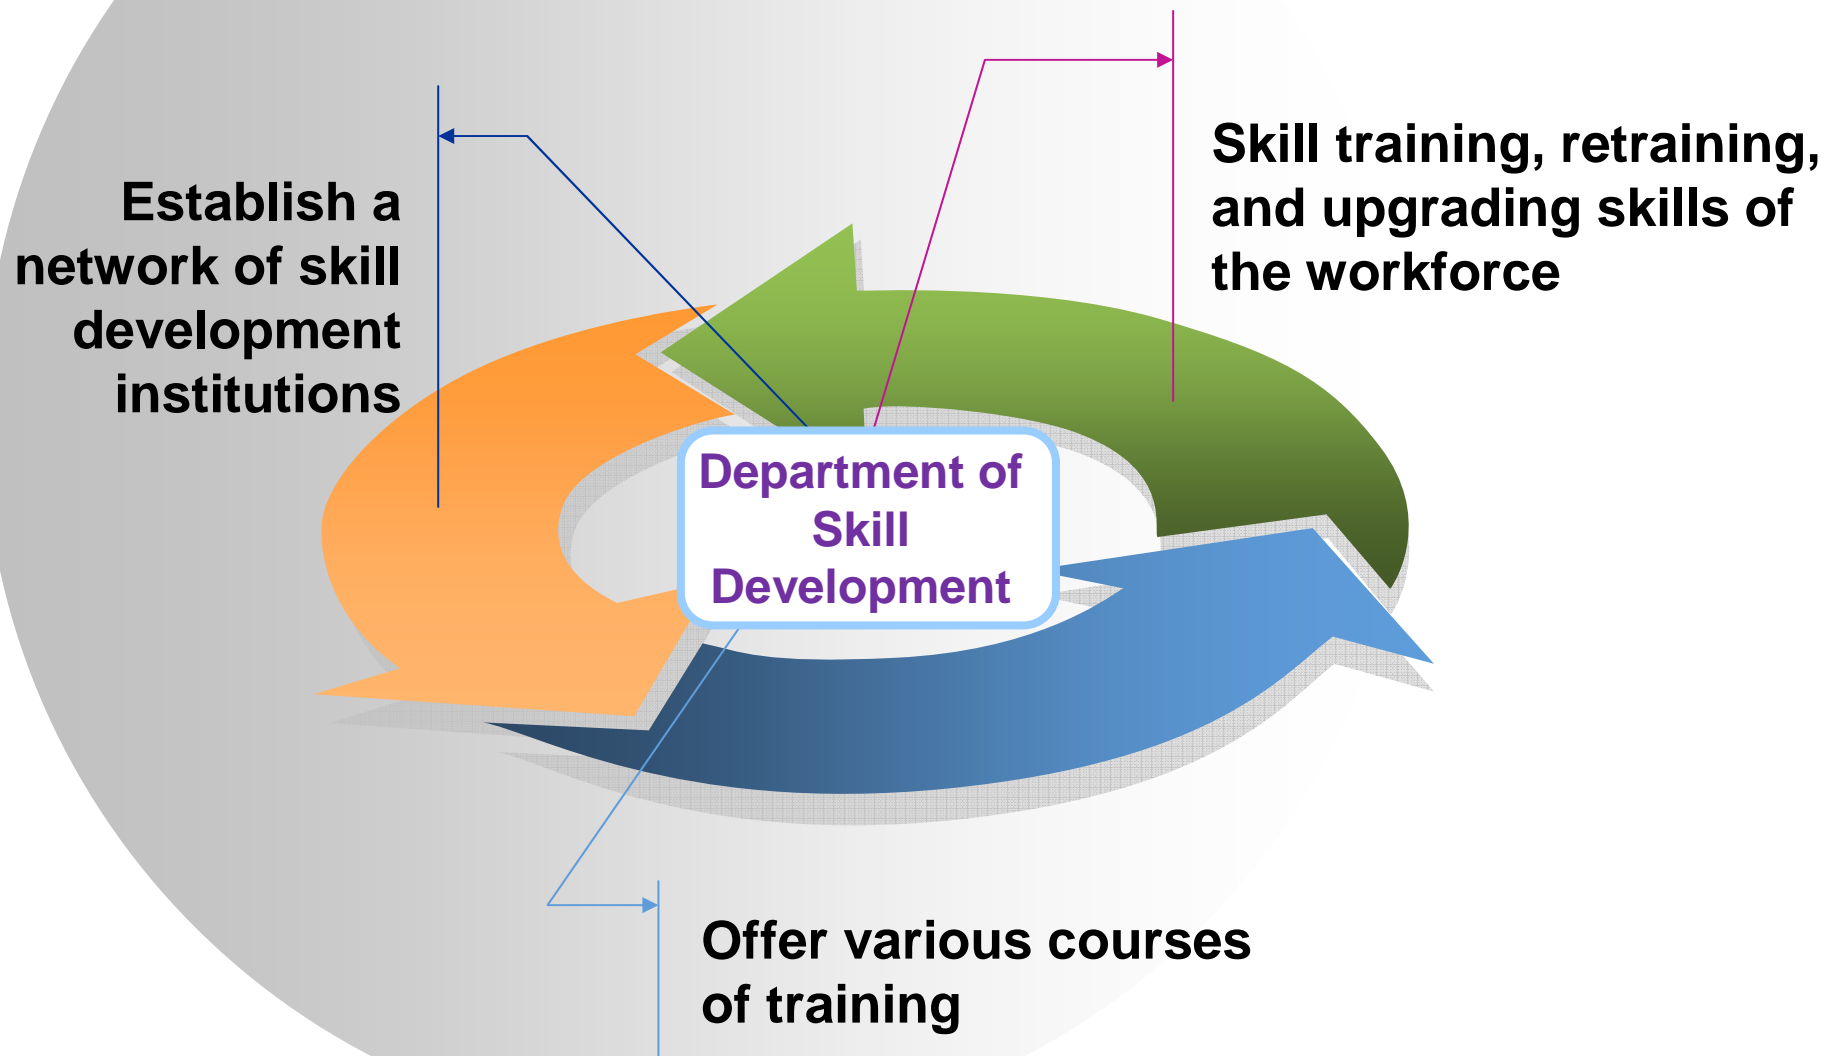 Skill training, retraining,
and upgrading skills of
the workforce
Establish a
network of skill
development
institutions
Department of
Skill
Development
Offer various courses
of training